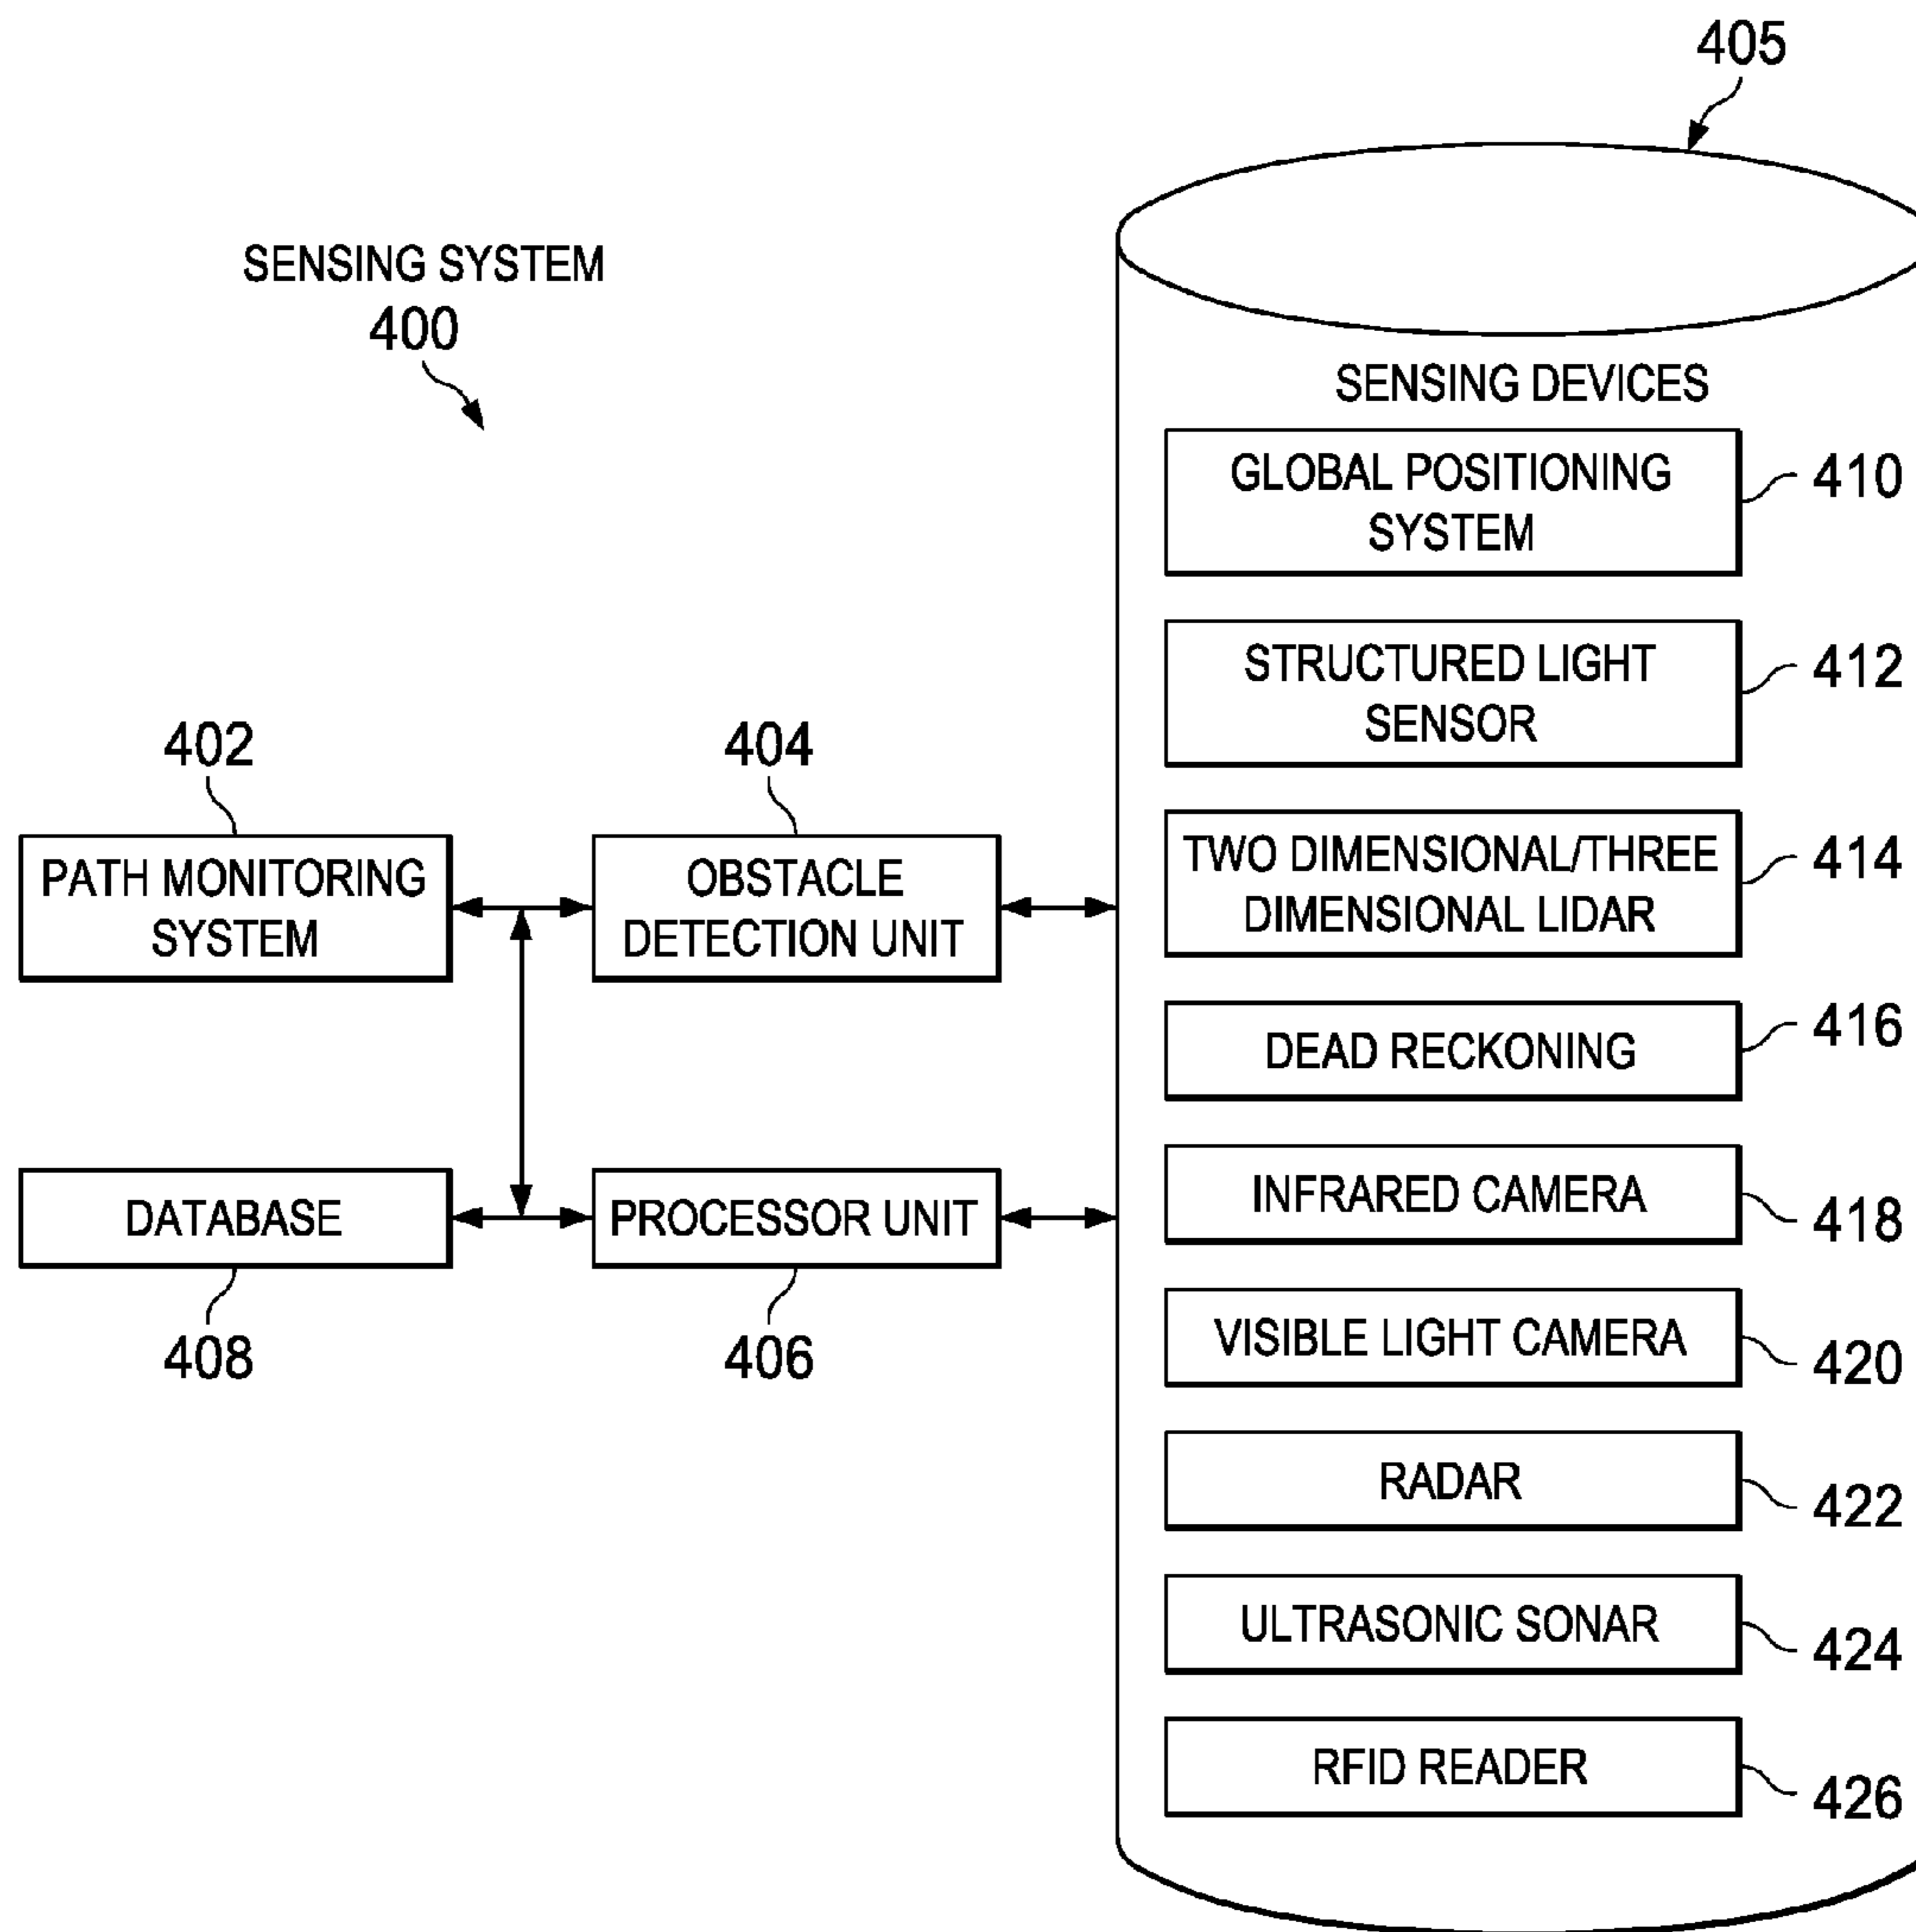 405
SENSING SYSTEM
400
SENSING DEVICES
GLOBAL POSITIONING
SYSTEM
410
STRUCTURED LIGHT
SENSOR
412
402
404
PATH MONITORING
SYSTEM
OBSTACLE
DETECTION UNIT
TWO DIMENSIONAL/THREE
DIMENSIONAL LIDAR
414
DEAD RECKONING
416
DATABASE
PROCESSOR UNIT
408
406
INFRARED CAMERA
418
VISIBLE LIGHT CAMERA
420
RADAR
422
ULTRASONIC SONAR
424
RFID READER
426